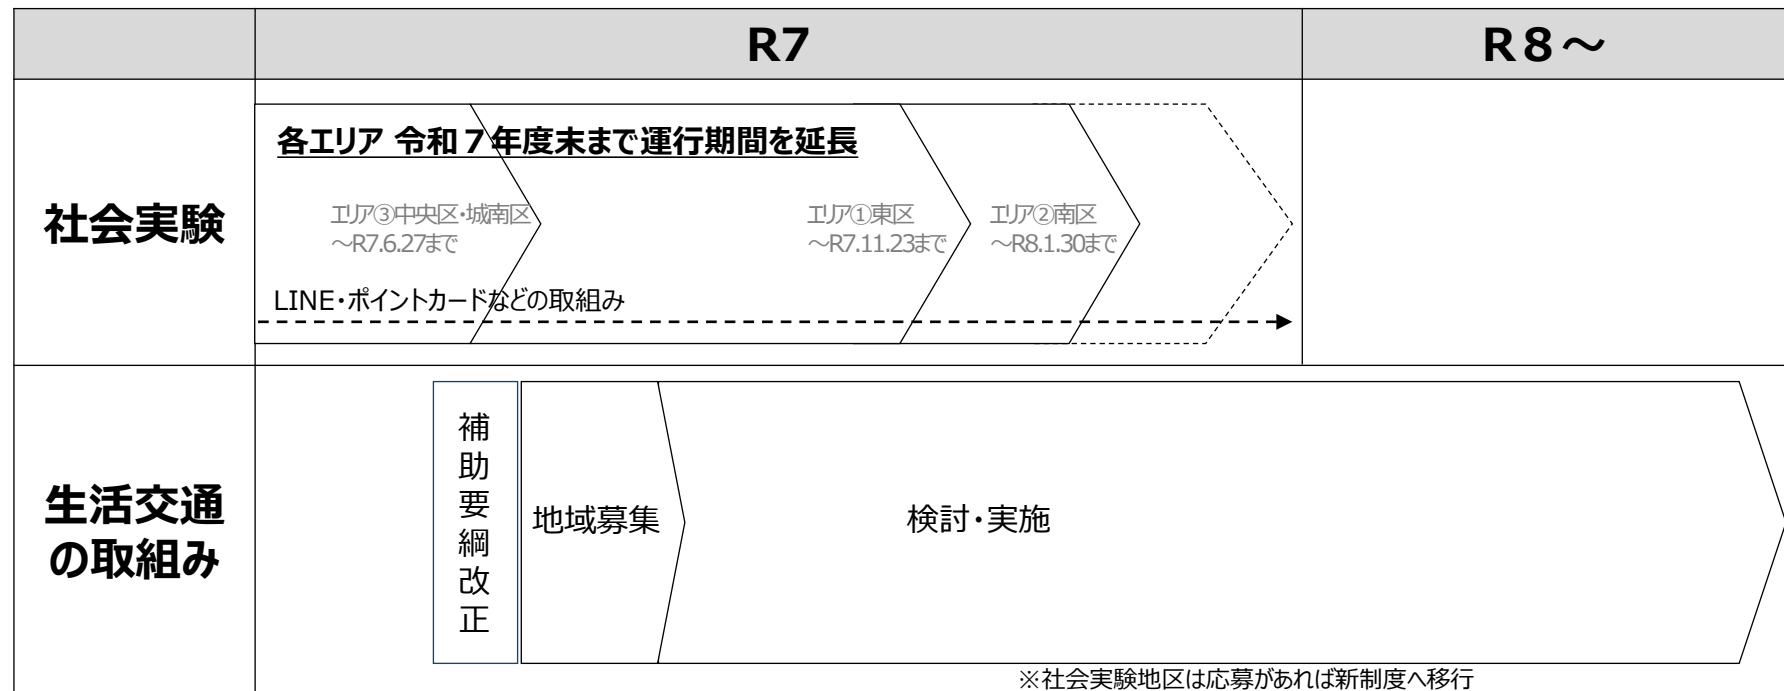 R7
R８～
社会実験
各エリア 令和７年度末まで運行期間を延長
エリア③中央区・城南区
～R7.6.27まで
エリア①東区
～R7.11.23まで
エリア②南区
～R8.1.30まで
LINE・ポイントカードなどの取組み
生活交通
の取組み
補助要綱改正
地域募集
検討・実施
※社会実験地区は応募があれば新制度へ移行